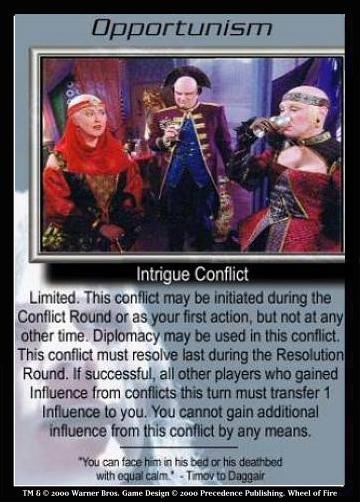 Opportunism
Intrigue Conflict
Limited. This conflict may be initiated during the
Conflict Round or as your first action, but not at any
other time. Diplomacy may be used in this conflict.
This conflict must resolve last during the Resolution
Round. If successful, all other players who gained
Influence from conflicts this turn must transfer 1
Influence to you. You cannot gain additional
influence from this conflict by any means.
"You can face him in his bed or his deathbed
with equal calm." - Timov to Daggair
TM & © 2000 Warner Bros. Game Design © 2000 Precedence Publishing. Wheel of Fire